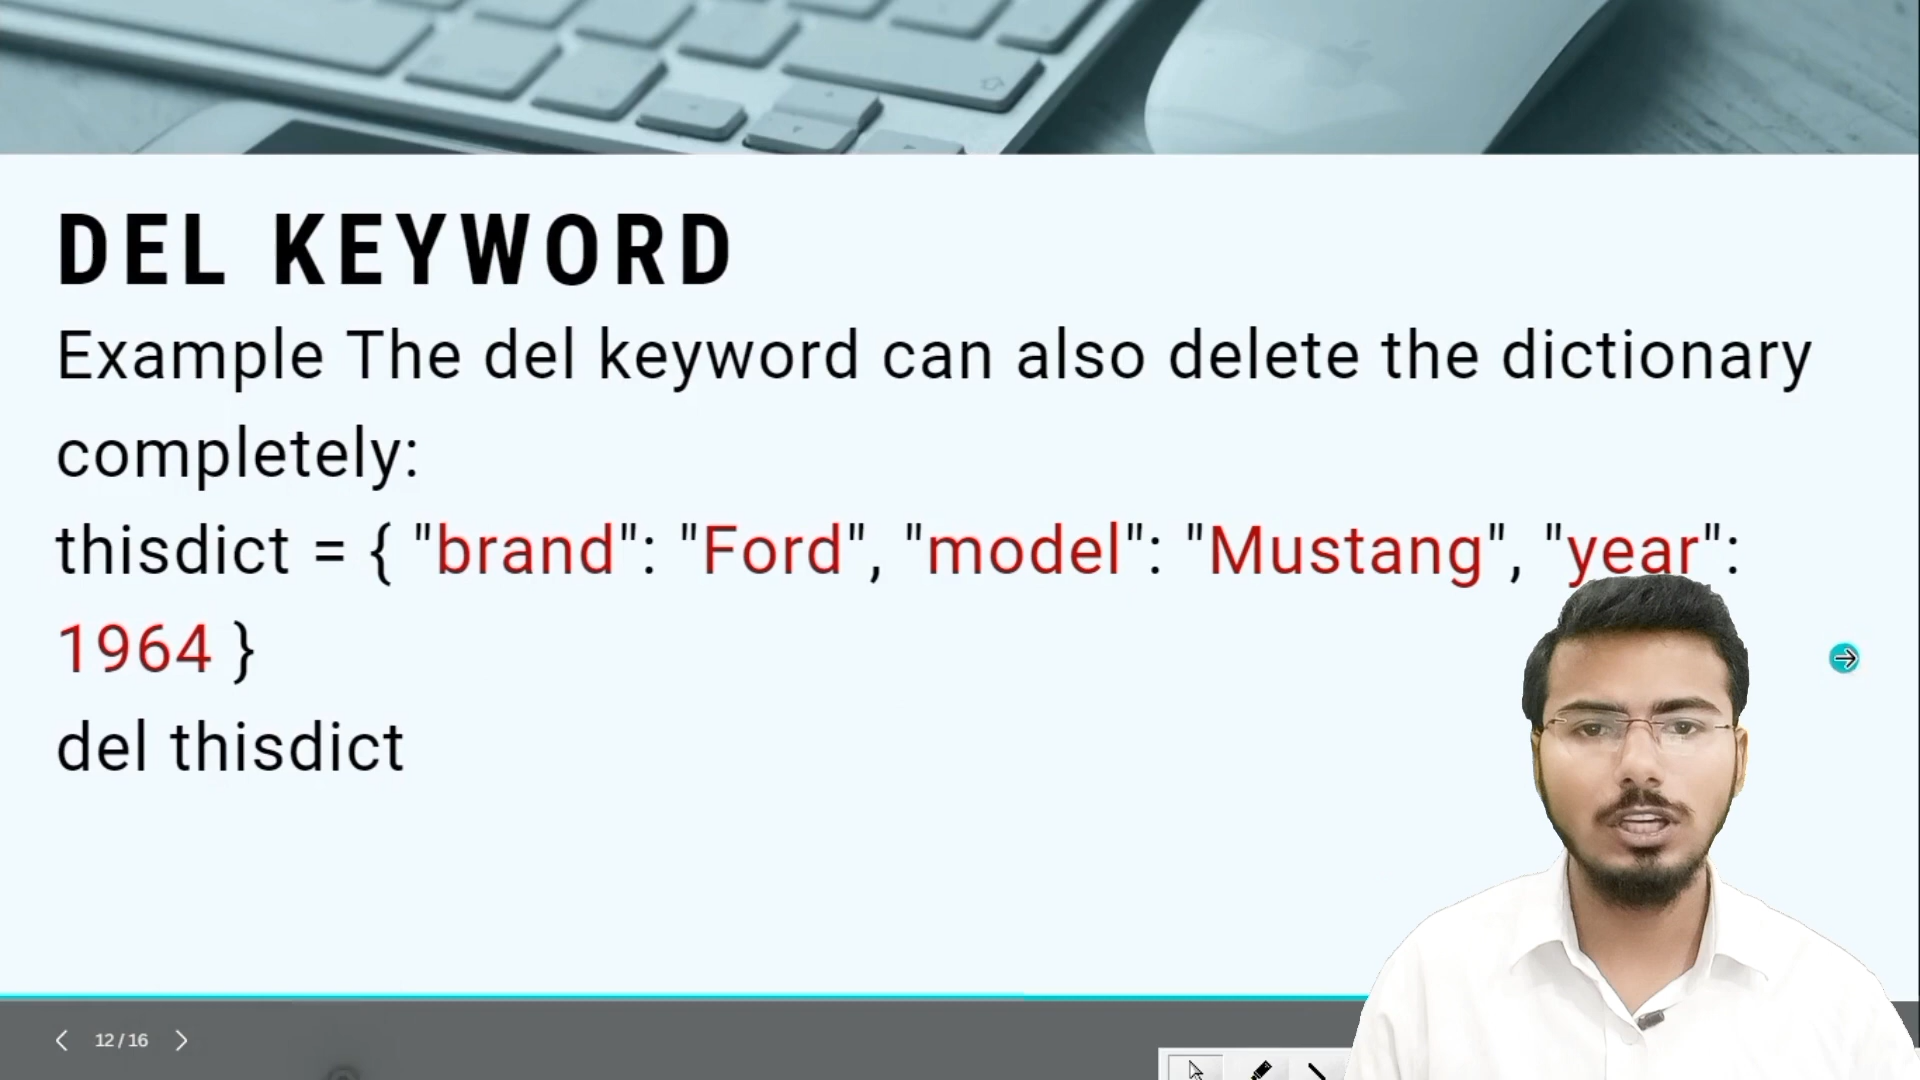 DEL KEYWORD
Example The del keyword can also delete the dictionary
completely:
thisdict = { "brand": "Ford", "model": "Mustang", "year":
1964 }
del thisdict
12 / 16